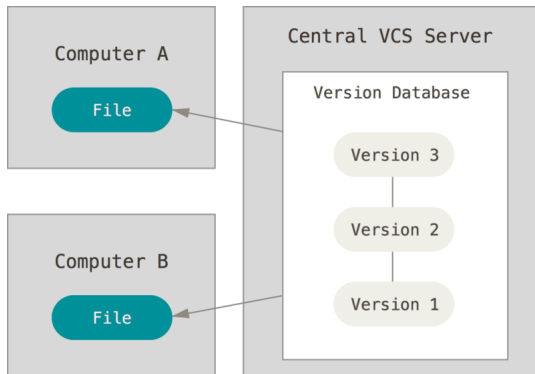 Computer A
File
Computer B
File
Central VCS Server
Version Database
Version 3
Version 2
Version 1